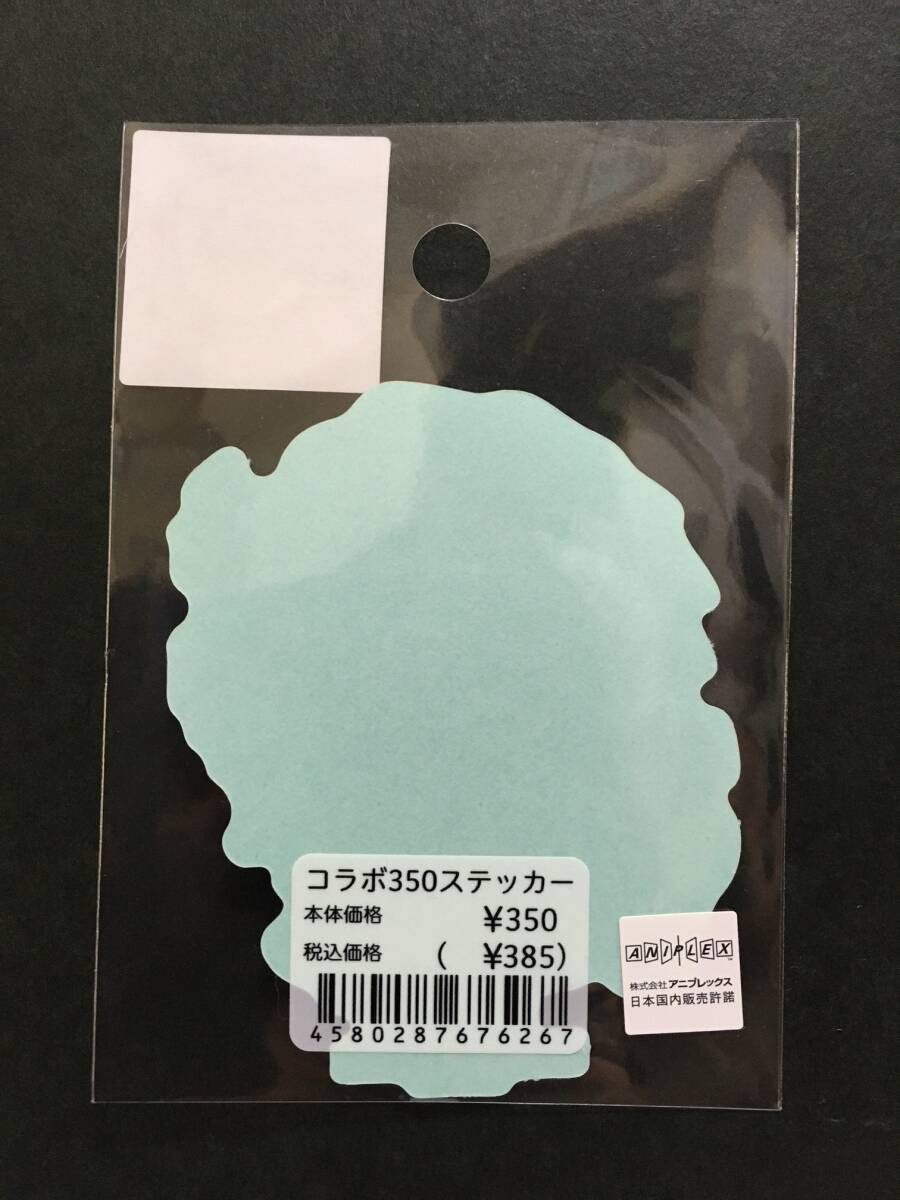 コラボ350ステッカー
本体価格 ¥350
税込価格 ( ¥385)
4580287676267
ANIPLEX™
株式会社アニプレックス
日本国内販売許諾